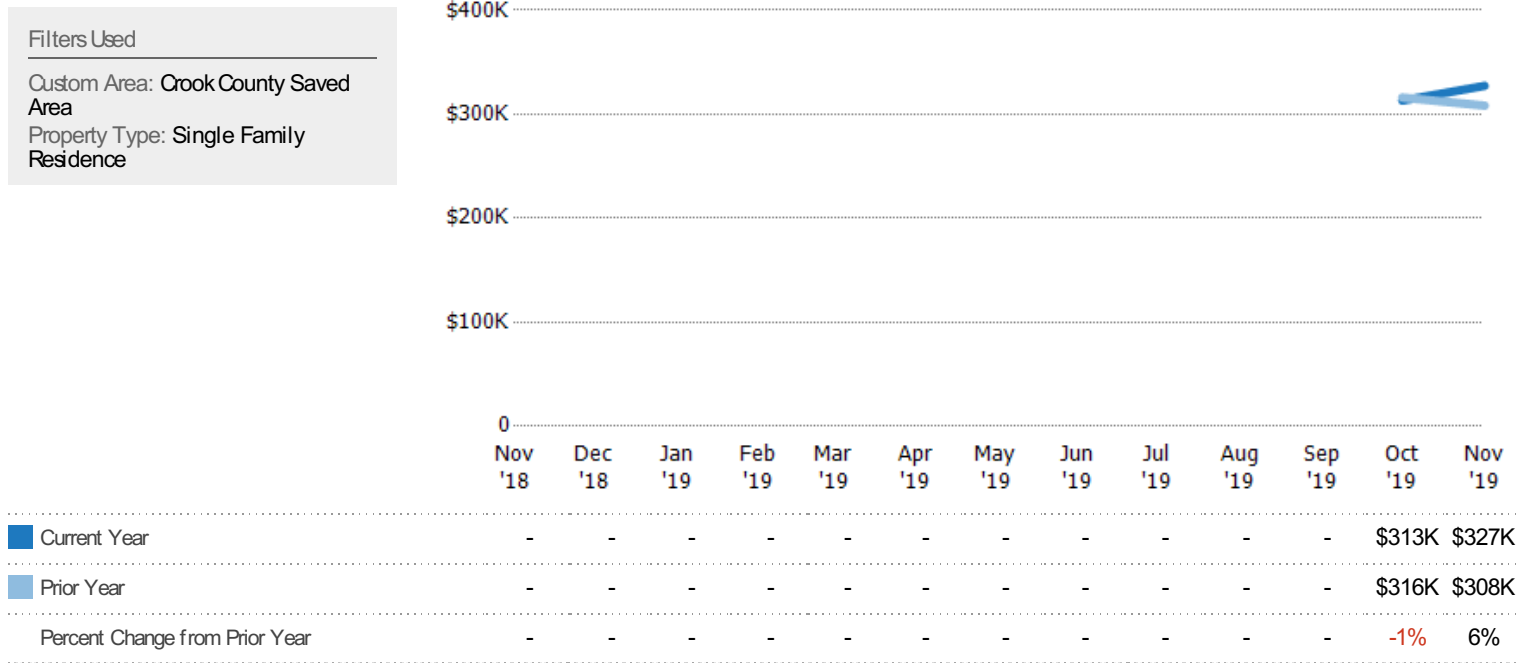 Filters Used
Custom Area: Crook County Saved
Area
Property Type: Single Family
Residence
$400K
$300K
$200K
$100K
0
Nov Dec Jan Feb Mar Apr May Jun Jul Aug Sep Oct Nov
'18 '18 '19 '19 '19 '19 '19 '19 '19 '19 '19 '19 '19
Current Year - - - - - - - - - - - $313K $327K
Prior Year - - - - - - - - - - - $316K $308K
Percent Change from Prior Year - - - - - - - - - - - -1% 6%